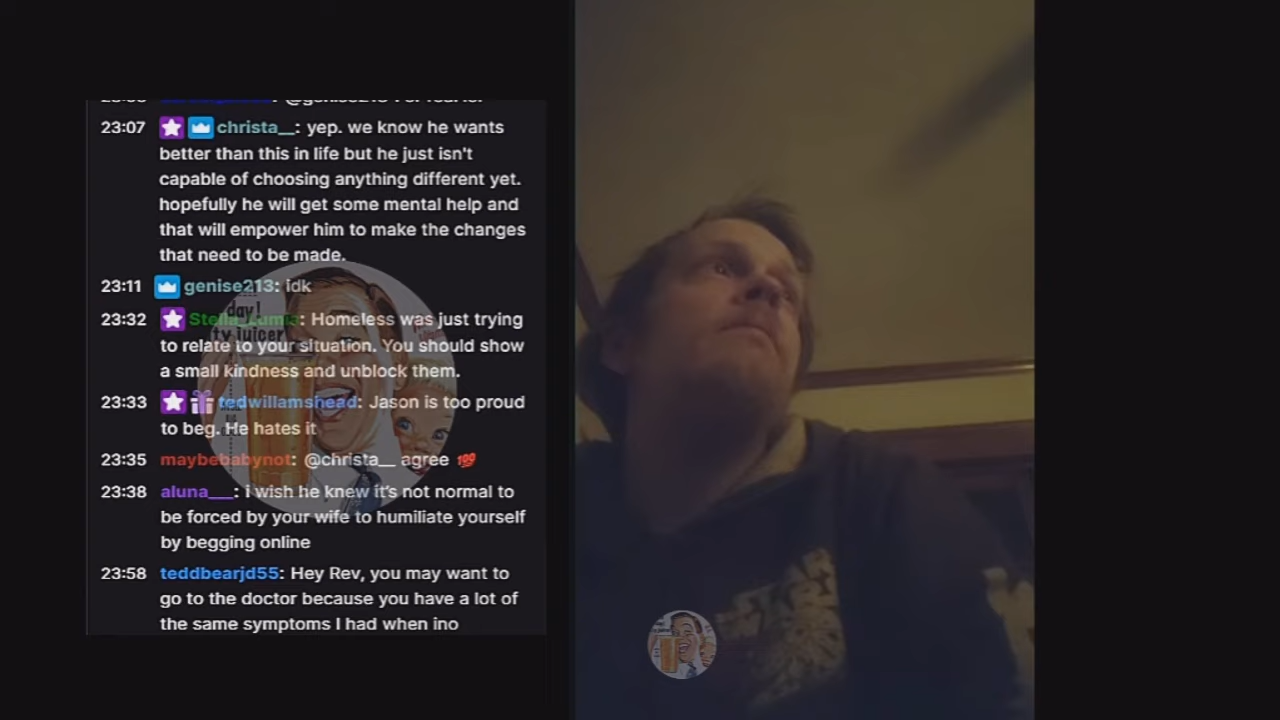 23:07 christa__: yep. we know he wants
better than this in life but he just isn't
capable of choosing anything different yet.
hopefully he will get some mental help and
that will empower him to make the changes
that need to be made.
23:11 genise213: idk
23:32 Stella_Lumia: Homeless was just trying
to relate to your situation. You should show
a small kindness and unblock them.
23:33 tedwillamshead: Jason is too proud
to beg. He hates it
23:35 maybebabynot: @christa__ agree 💯
23:38 aluna___: i wish he knew it's not normal to
be forced by your wife to humiliate yourself
by begging online
23:58 teddbearjd55: Hey Rev, you may want to
go to the doctor because you have a lot of
the same symptoms I had when ino
day!
ty juicer